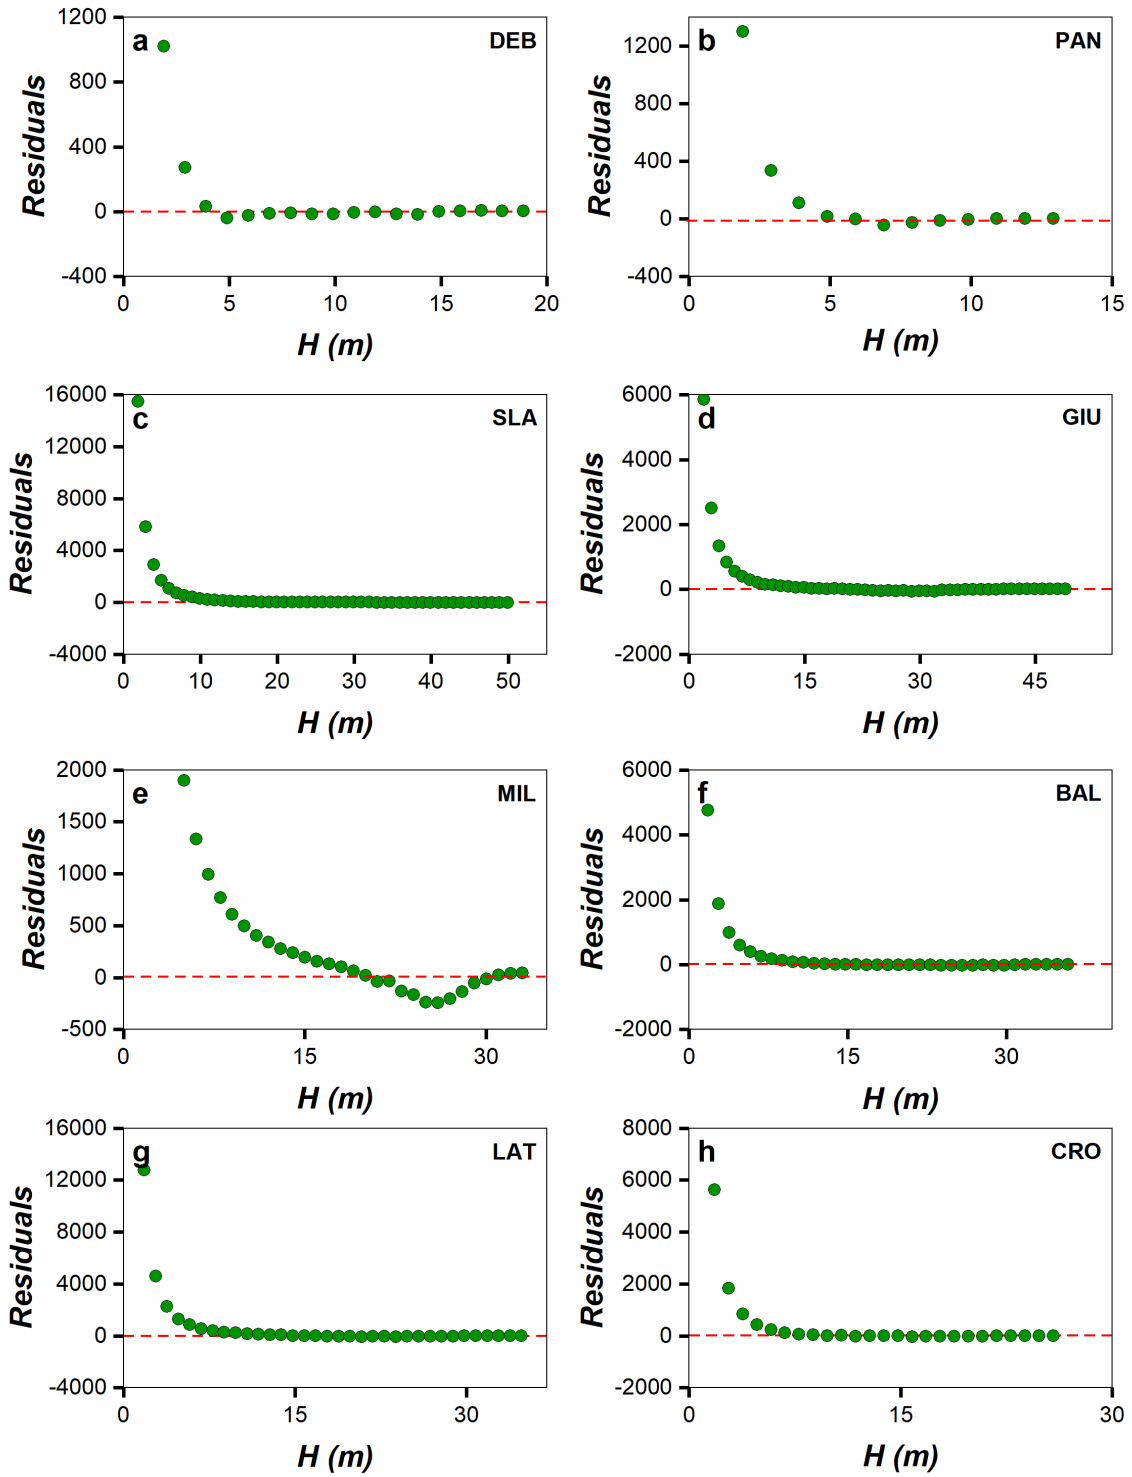 a
DEB
1200
800
400
0
-400
0
5
10
15
20
Residuals
H (m)
b
PAN
1200
800
400
0
-400
0
5
10
15
Residuals
H (m)
c
SLA
16000
12000
8000
4000
0
-4000
0
10
20
30
40
50
Residuals
H (m)
d
GIU
6000
4000
2000
0
-2000
0
15
30
45
Residuals
H (m)
e
MIL
2000
1500
1000
500
0
-500
0
15
30
Residuals
H (m)
f
BAL
6000
4000
2000
0
-2000
0
15
30
Residuals
H (m)
g
LAT
16000
12000
8000
4000
0
-4000
0
15
30
Residuals
H (m)
h
CRO
8000
6000
4000
2000
0
-2000
0
15
30
Residuals
H (m)